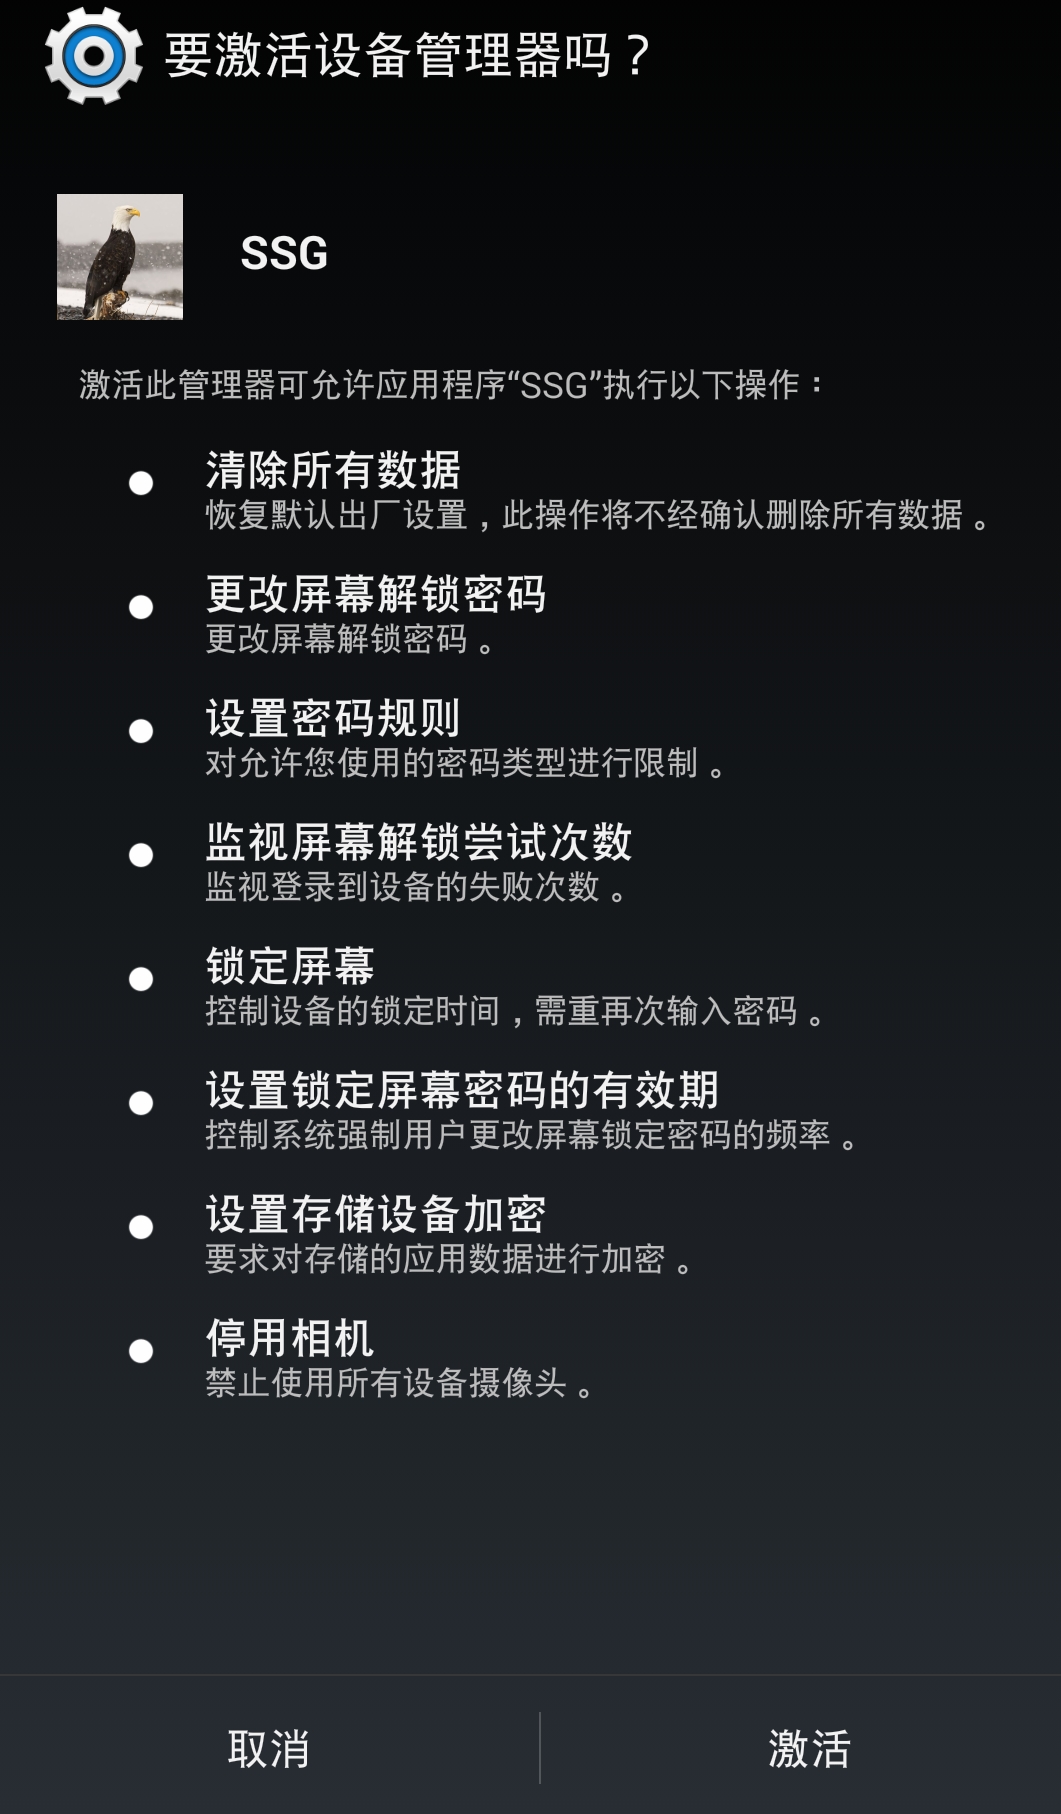 要激活设备管理器吗？
SSG
激活此管理器可允许应用程序“SSG”执行以下操作：
清除所有数据
恢复默认出厂设置，此操作将不经确认删除所有数据。
更改屏幕解锁密码
更改屏幕解锁密码。
设置密码规则
对允许您使用的密码类型进行限制。
监视屏幕解锁尝试次数
监视登录到设备的失败次数。
锁定屏幕
控制设备的锁定时间，需重再次输入密码。
设置锁定屏幕密码的有效期
控制系统强制用户更改屏幕锁定密码的频率。
设置存储设备加密
要求对存储的应用数据进行加密。
停用相机
禁止使用所有设备摄像头。
取消
激活